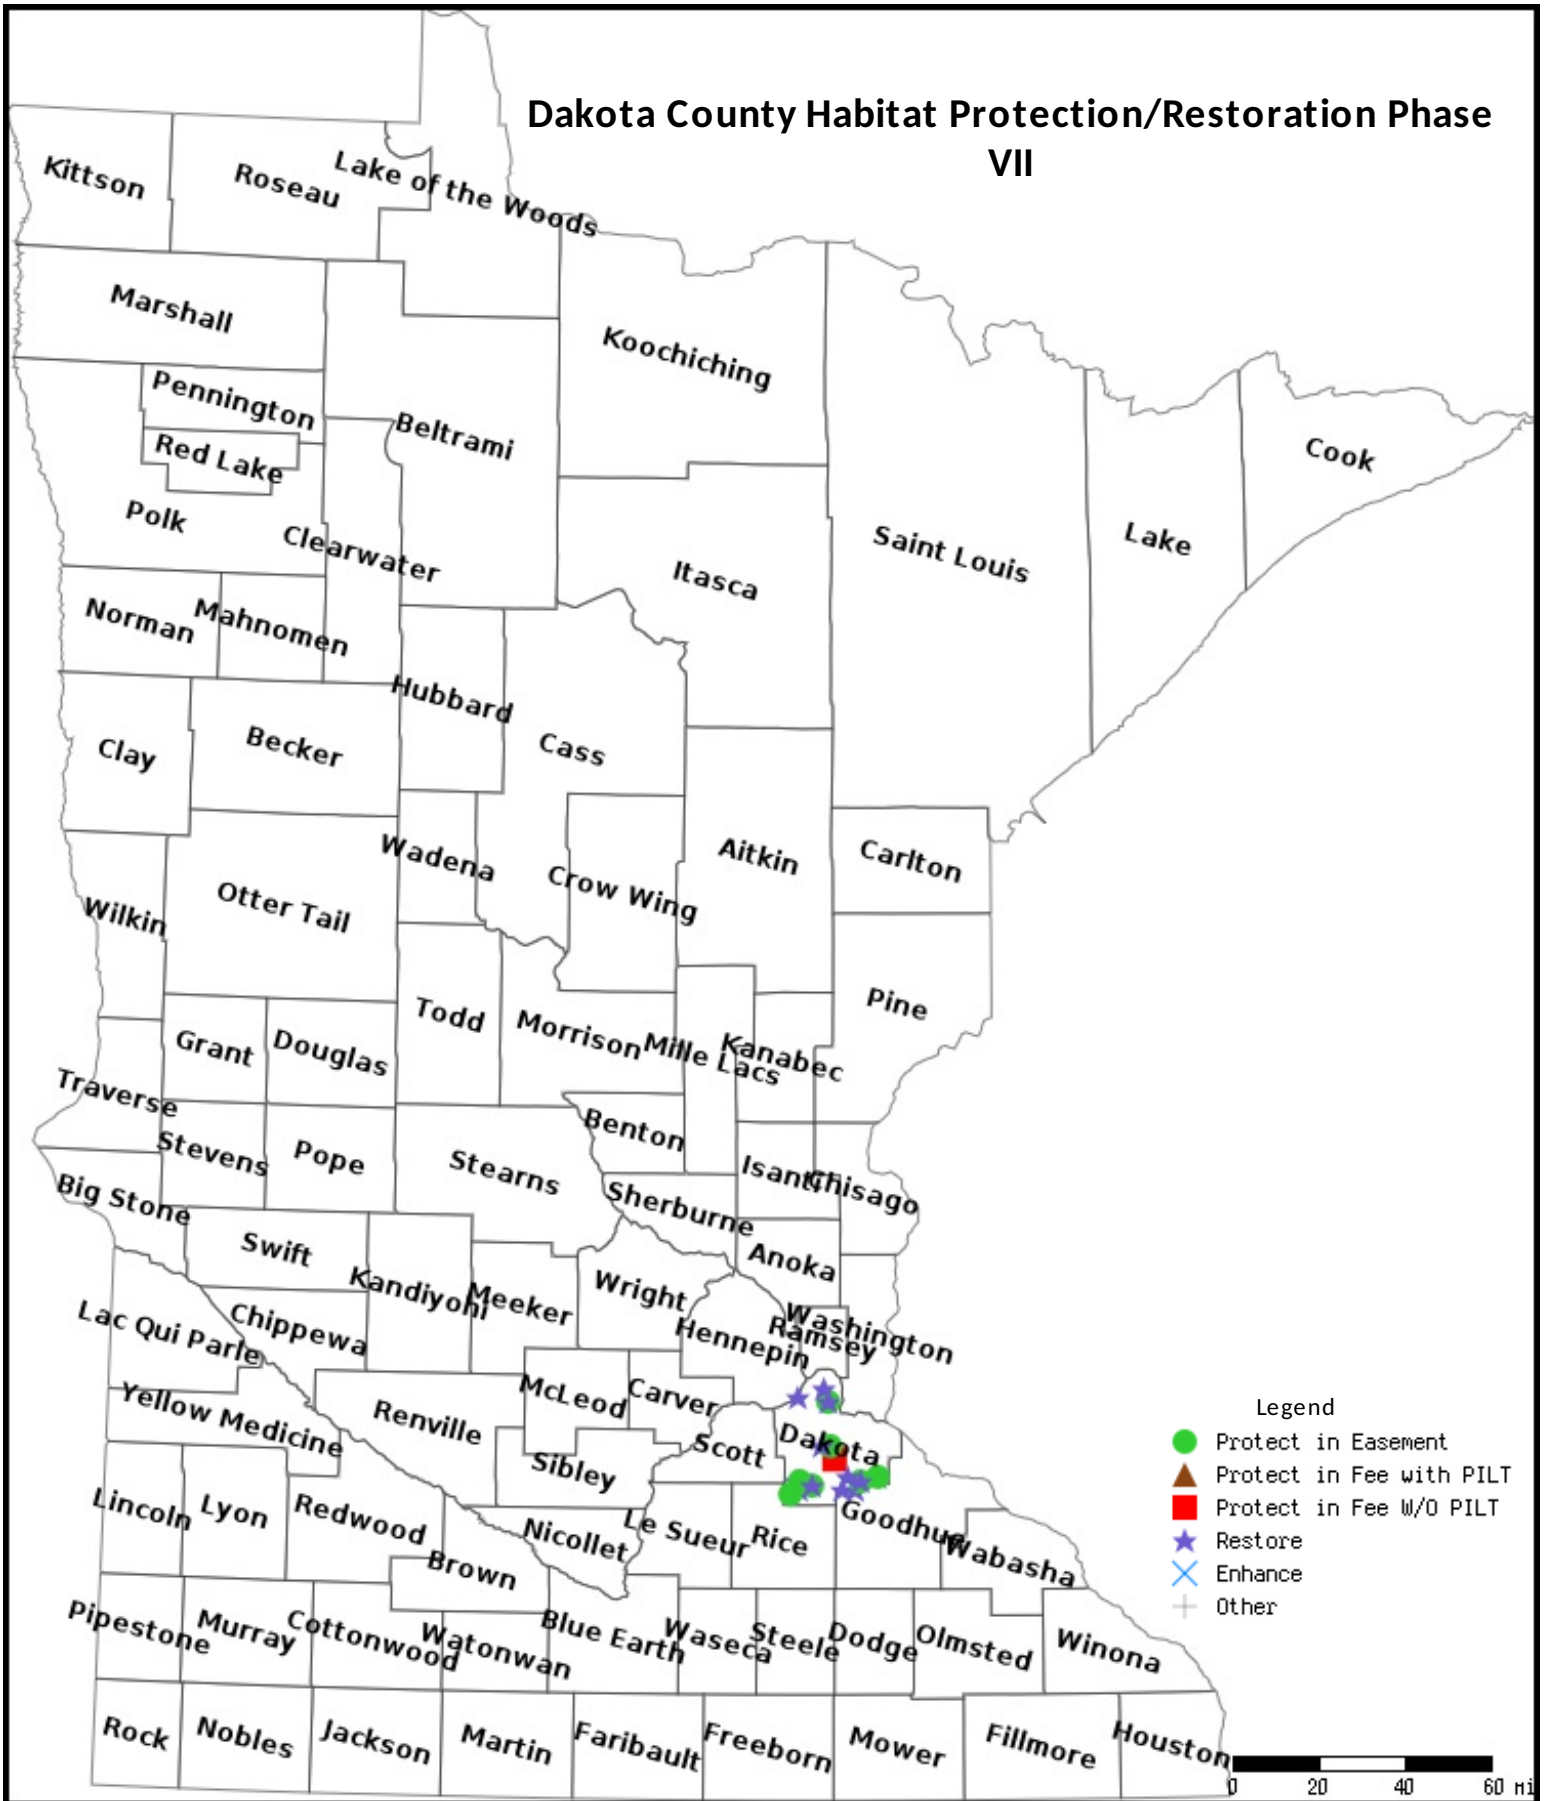 Dakota County Habitat Protection/Restoration Phase
VII
Kittson
Roseau
Lake of the Woods
Marshall
Koochiching
Pennington
Beltrami
Red Lake
Cook
Polk
Clearwater
Saint Louis
Lake
Itasca
Norman
Mahnomen
Hubbard
Clay
Becker
Cass
Wadena
Aitkin
Carlton
Crow Wing
Otter Tail
Wilkin
Pine
Todd
Morrison
Mille Lacs
Kanabec
Grant
Douglas
Traverse
Benton
Stevens
Pope
Stearns
Isanti
Chisago
Big Stone
Sherburne
Swift
Anoka
Kandiyohi
Meeker
Wright
Washington
Ramsey
Hennepin
Lac Qui Parle
Chippewa
McLeod
Carver
Yellow Medicine
Renville
Scott
Dakota
Sibley
Lincoln
Lyon
Redwood
Nicollet
Le Sueur
Rice
Goodhue
Wabasha
Brown
Pipestone
Murray
Cottonwood
Watonwan
Blue Earth
Waseca
Steele
Dodge
Olmsted
Winona
Rock
Nobles
Jackson
Martin
Faribault
Freeborn
Mower
Fillmore
Houston
Legend
Protect in Easement
Protect in Fee with PILT
Protect in Fee W/O PILT
Restore
Enhance
Other
0 20 40 60 mi